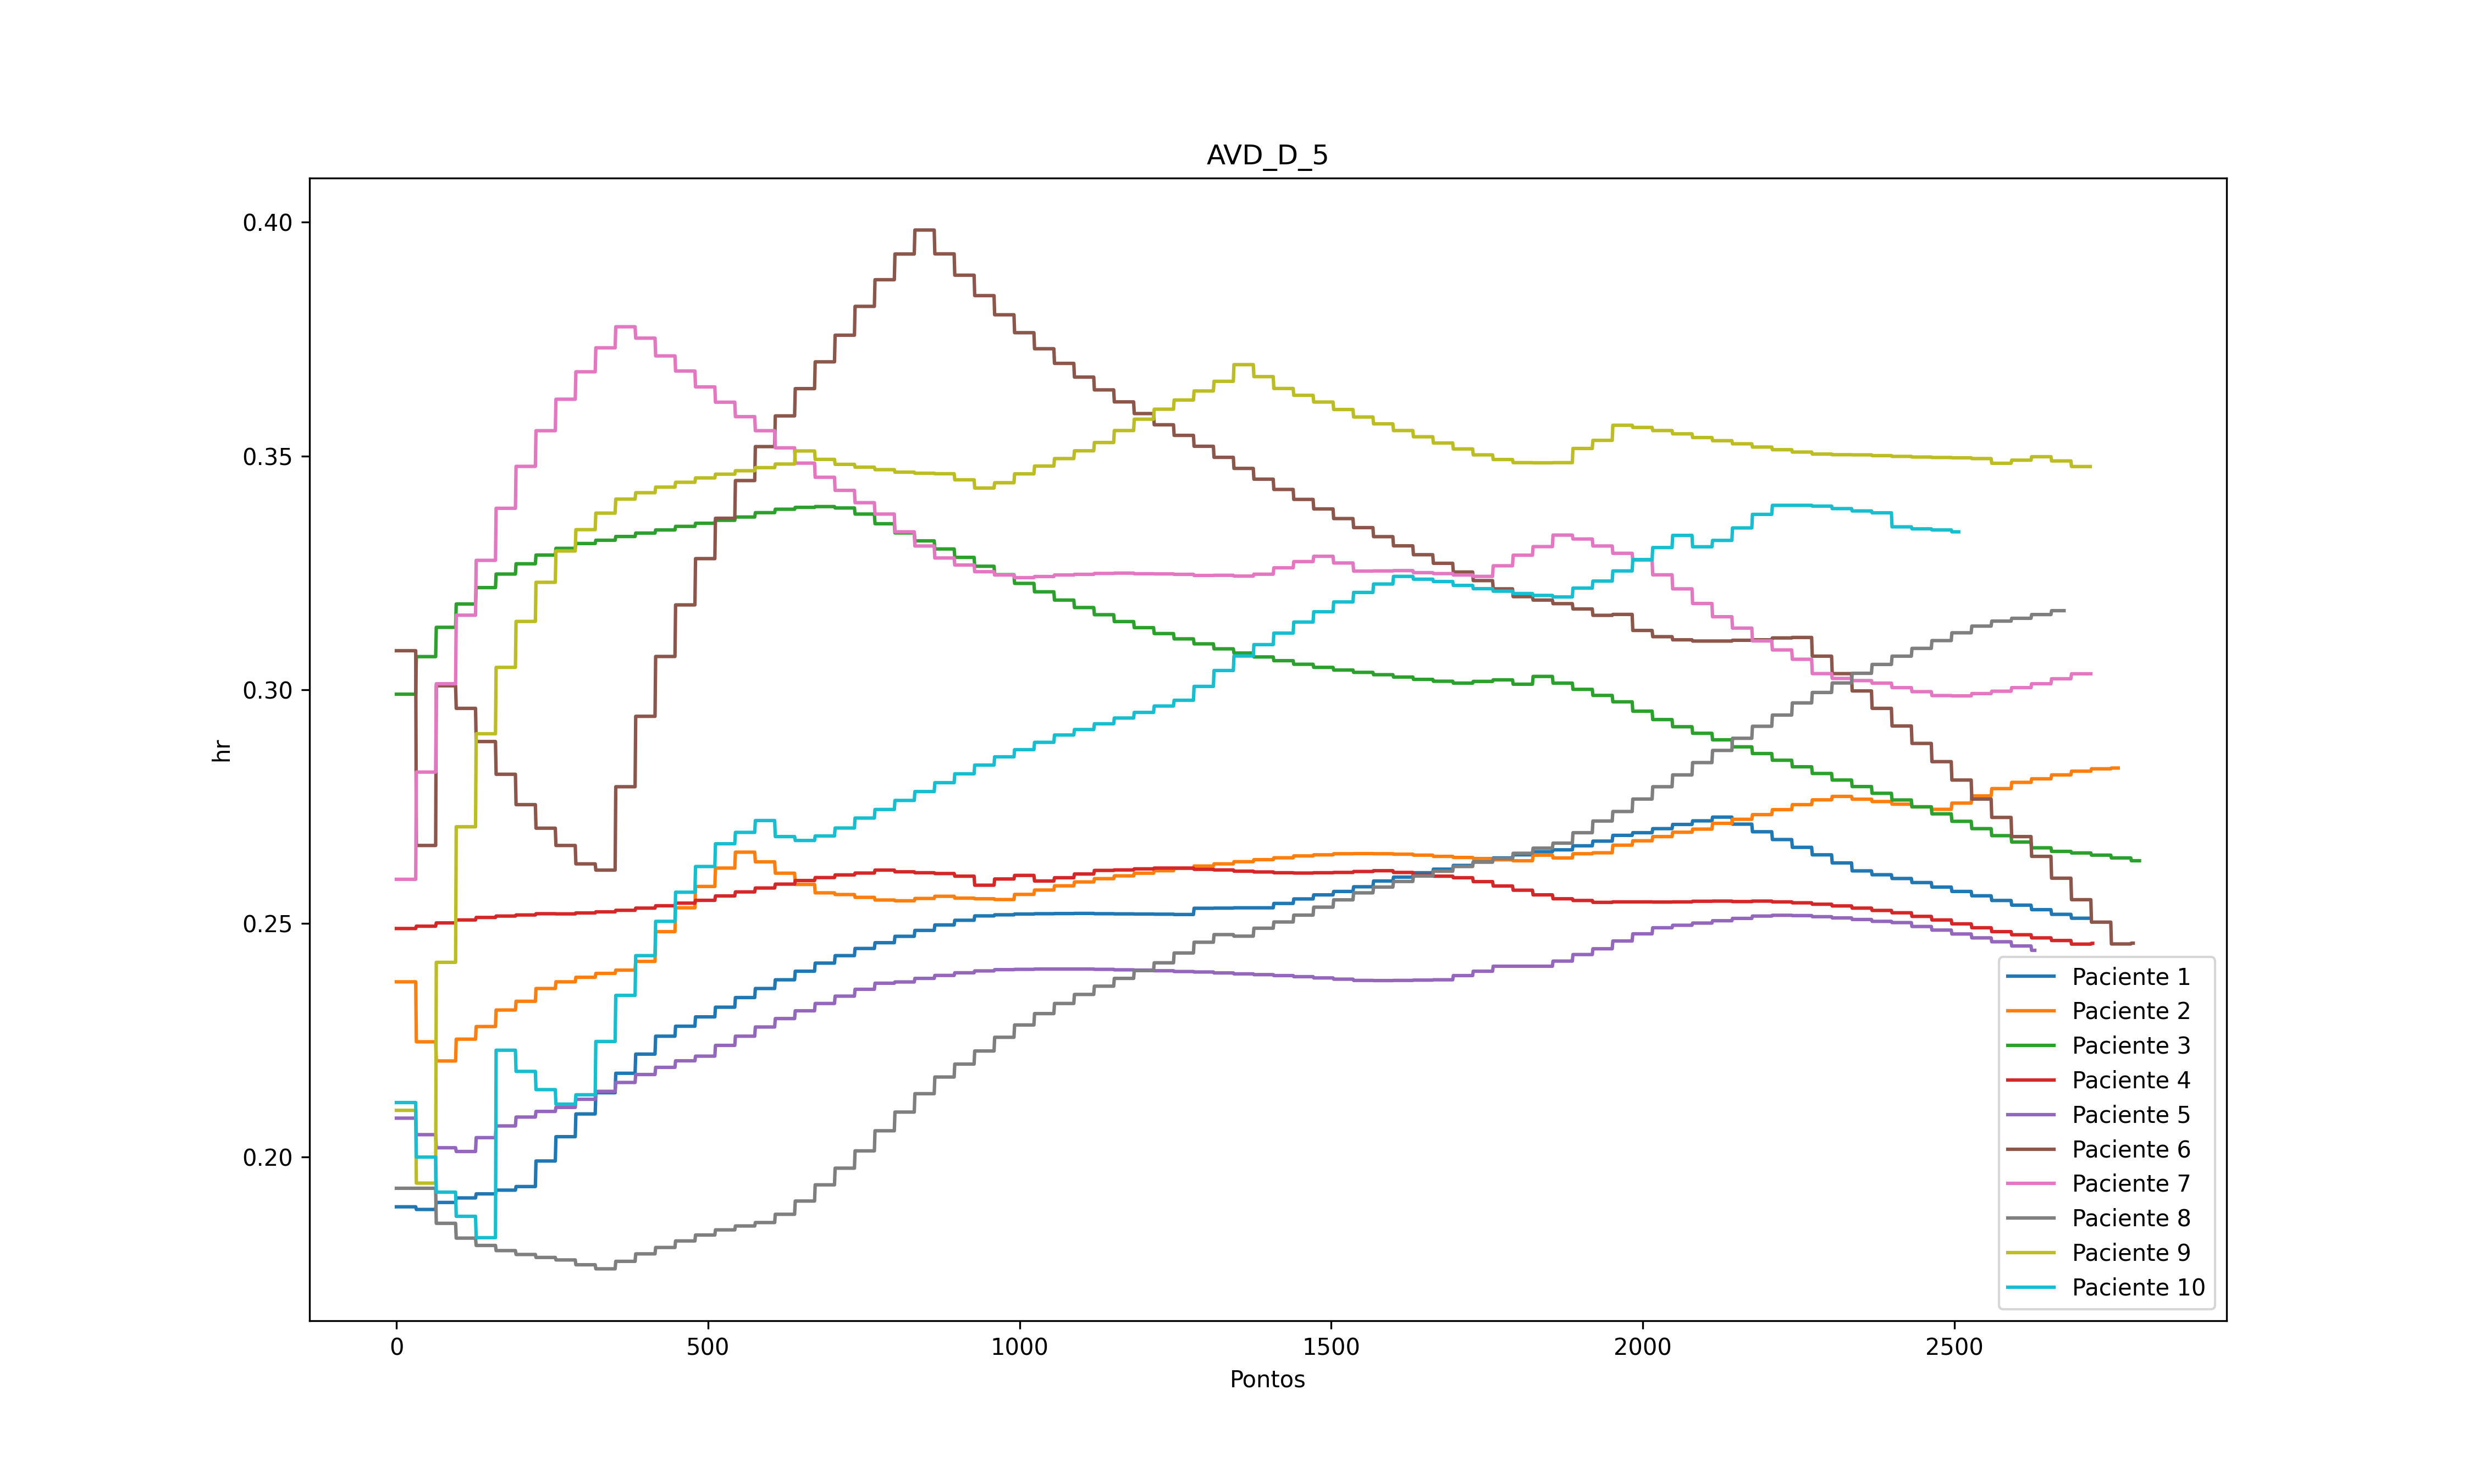 AVD_D_5
0.40
0.35
0.30
0.25
0.20
hr
0
500
1000
1500
2000
2500
Pontos
Paciente 1
Paciente 2
Paciente 3
Paciente 4
Paciente 5
Paciente 6
Paciente 7
Paciente 8
Paciente 9
Paciente 10